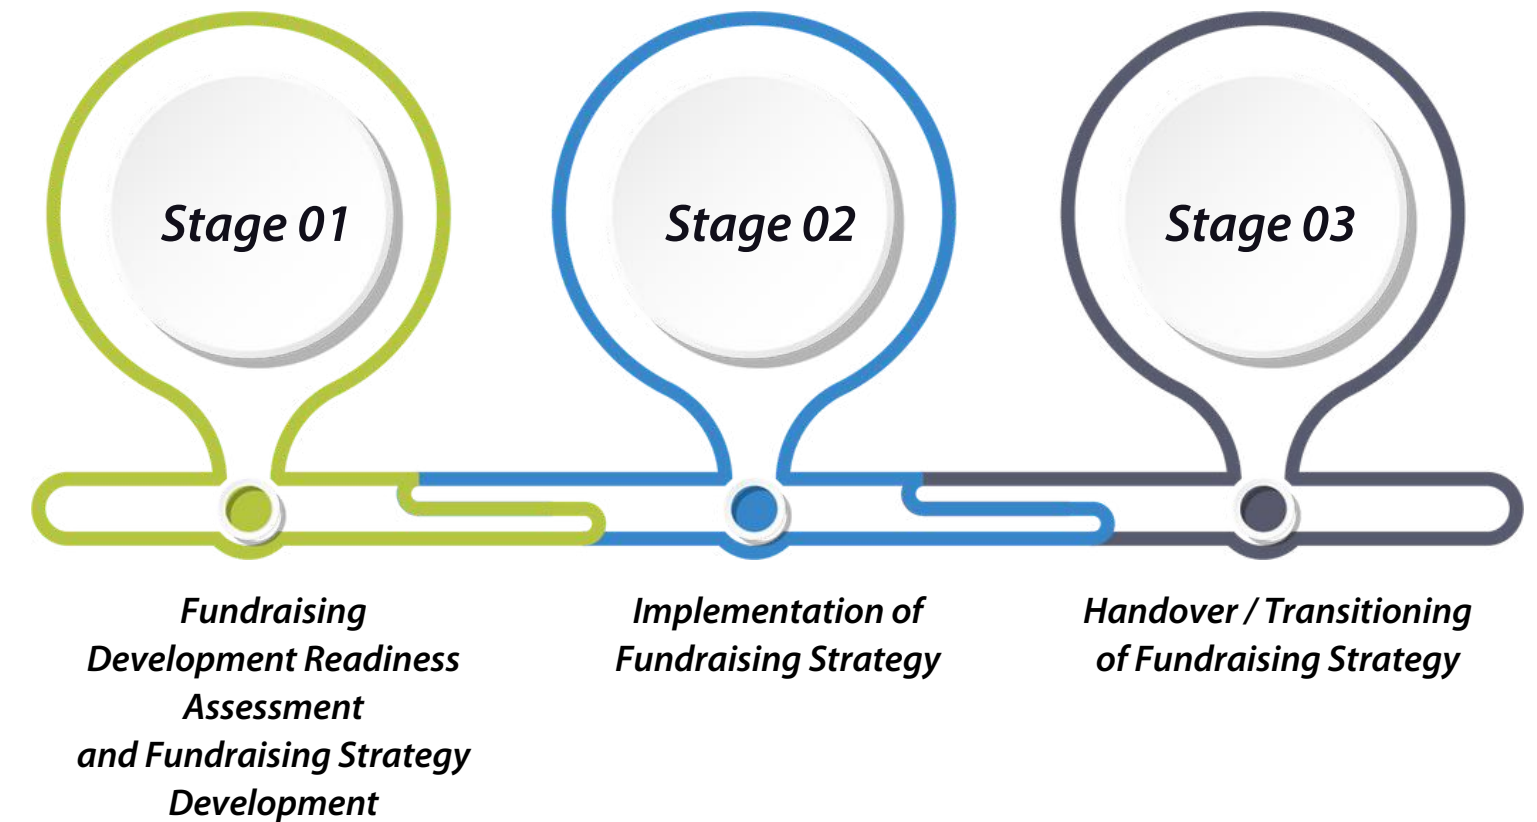 Stage 01
Stage 02
Stage 03
Fundraising
Development Readiness
Assessment
and Fundraising Strategy
Development
Implementation of
Fundraising Strategy
Handover / Transitioning
of Fundraising Strategy